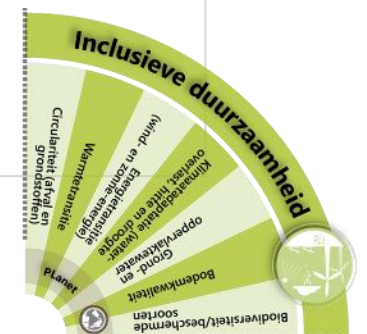 Inclusieve duurzaamheid
Circulariteit (afval en
grondstoffen)
Warmtetransitie
Energietransitie
(wind- en zonne-energie)
Klimaatadaptatie (water-
overlast, hitte en droogte
Grond- en
oppervlaktewater
Bodemkwaliteit
Biodiversiteit/beschermde
soorten
PLanet